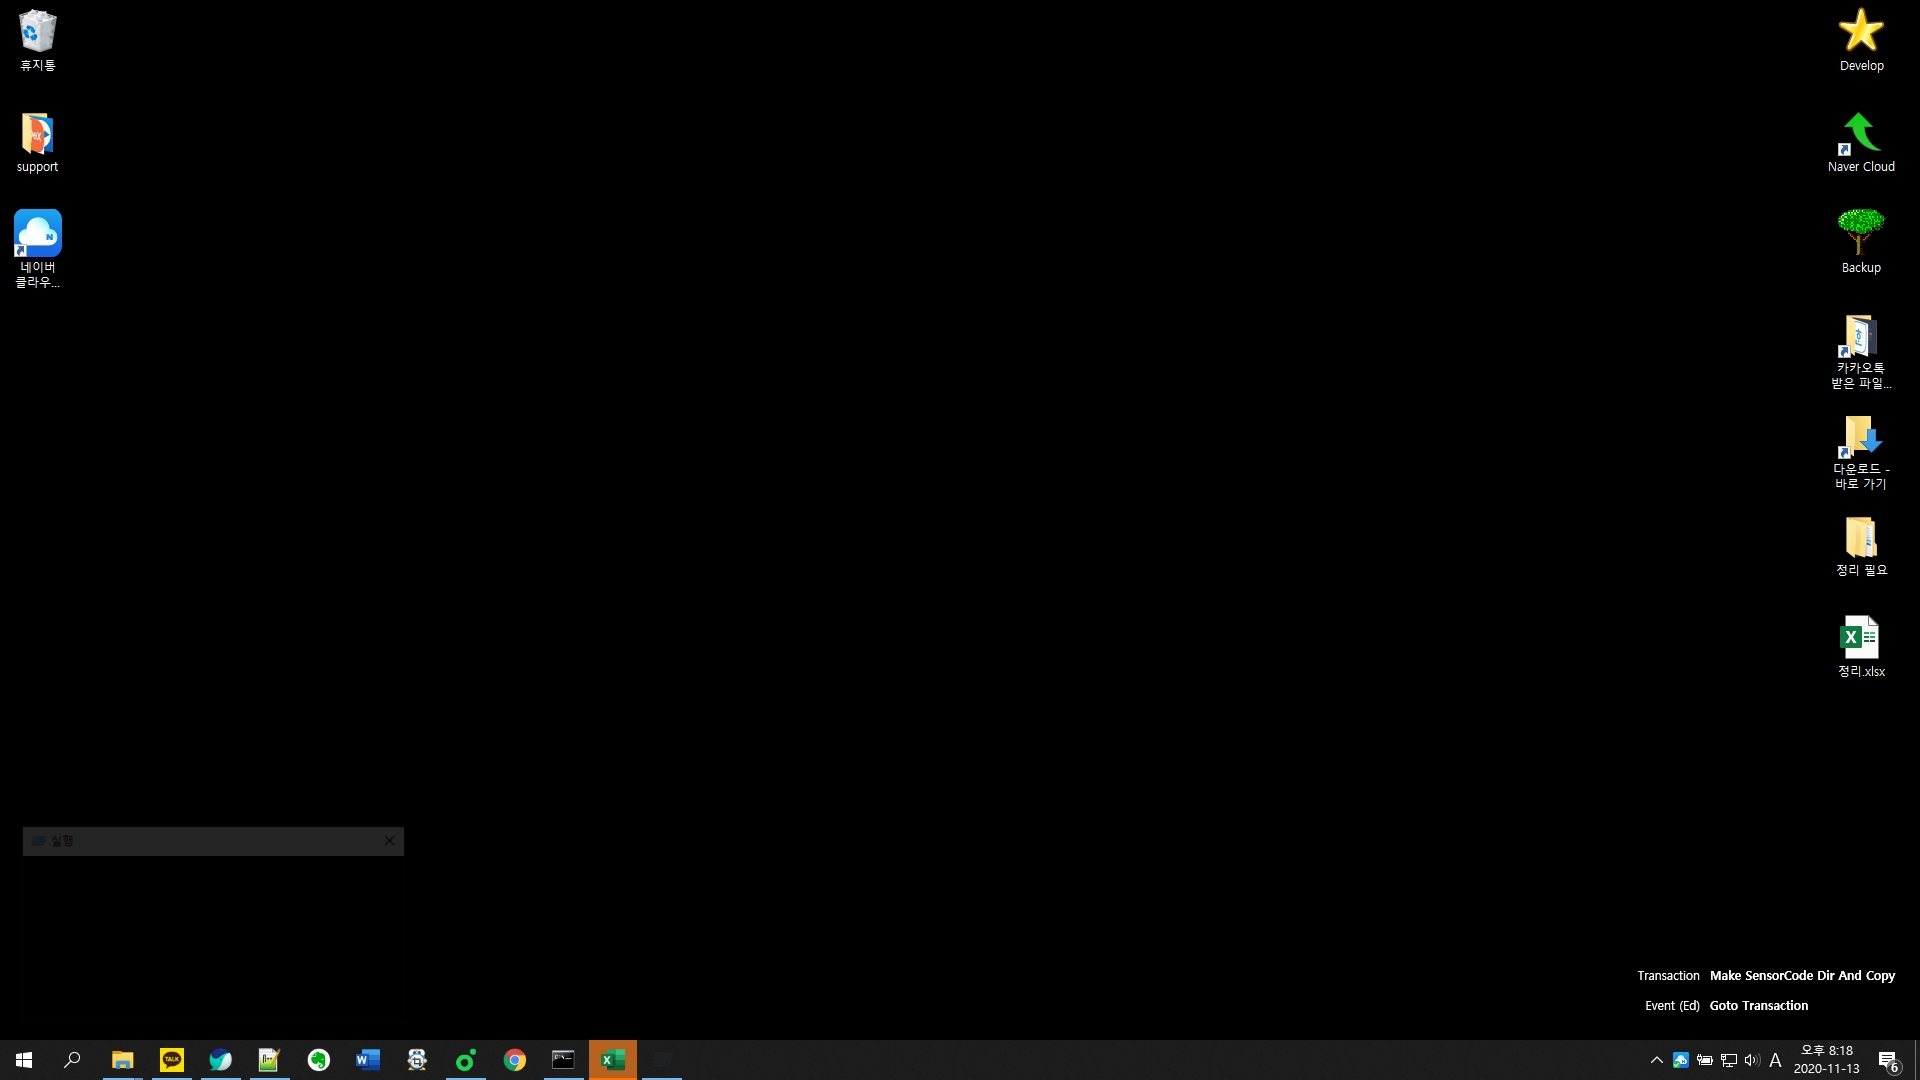 휴지통
support
네이버
클라우...
Develop
Naver Cloud
Backup
카카오톡
받은 파일...
다운로드 -
바로 가기
정리 필요
정리.xlsx
실행
Transaction Make SensorCode Dir And Copy
Event (Ed) Goto Transaction
TALK
A
오후 8:18
2020-11-13
6